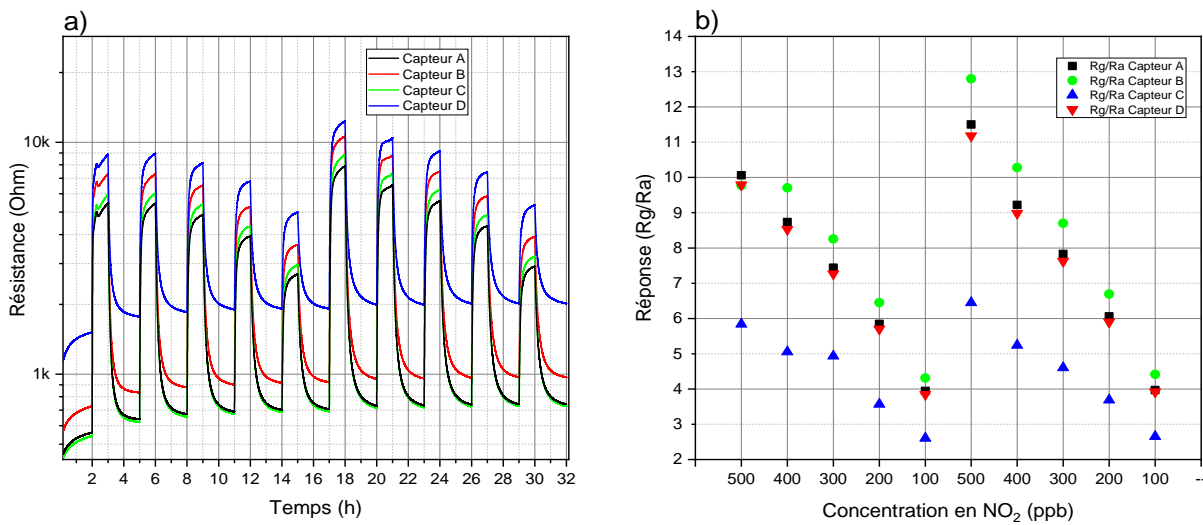 a)
Capteur A
Capteur B
Capteur C
Capteur D
10k
1k
Résistance (Ohm)
2 4 6 8 10 12 14 16 18 20 22 24 26 28 30 32
Temps (h)
b)
Rg/Ra Capteur A
Rg/Ra Capteur B
Rg/Ra Capteur C
Rg/Ra Capteur D
14
13
12
11
10
9
8
7
6
5
4
3
2
Réponse (Rg/Ra)
500 400 300 200 100 500 400 300 200 100 --
Concentration en NO₂ (ppb)